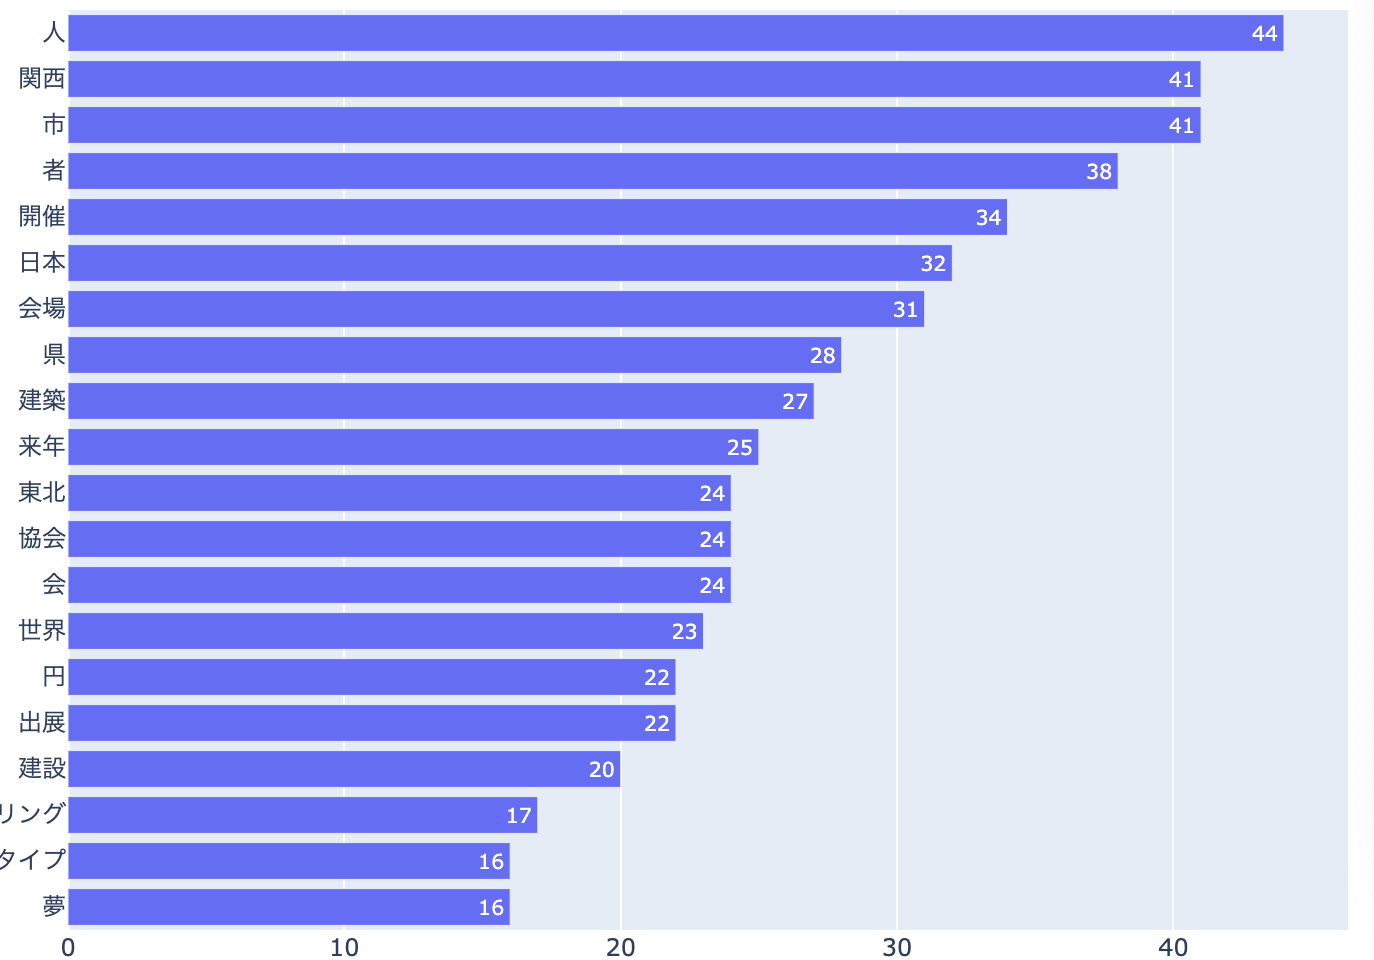 人 44
関西 41
市 41
者 38
開催 34
日本 32
会場 31
県 28
建築 27
来年 25
東北 24
協会 24
会 24
世界 23
円 22
出展 22
建設 20
リング 17
タイプ 16
夢 16
0 10 20 30 40